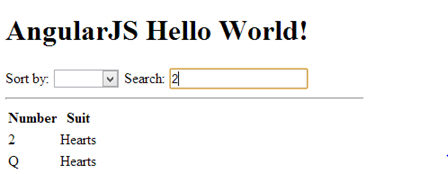 AngularJS Hello World!
Sort by: Search: 2
Number Suit
2 Hearts
Q Hearts